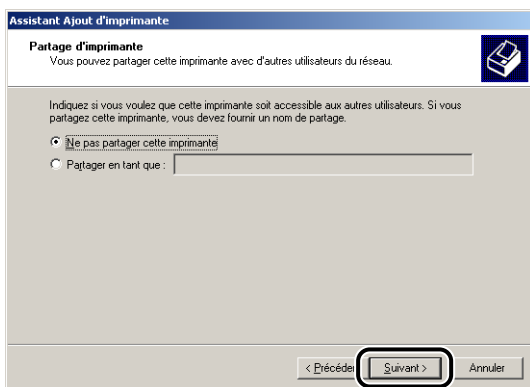 Assistant Ajout d'imprimante
Partage d'imprimante
Vous pouvez partager cette imprimante avec d'autres utilisateurs du réseau.
Indiquez si vous voulez que cette imprimante soit accessible aux autres utilisateurs. Si vous
partagez cette imprimante, vous devez fournir un nom de partage.
Ne pas partager cette imprimante
Partager en tant que :
< Précéden Suivant > Annuler